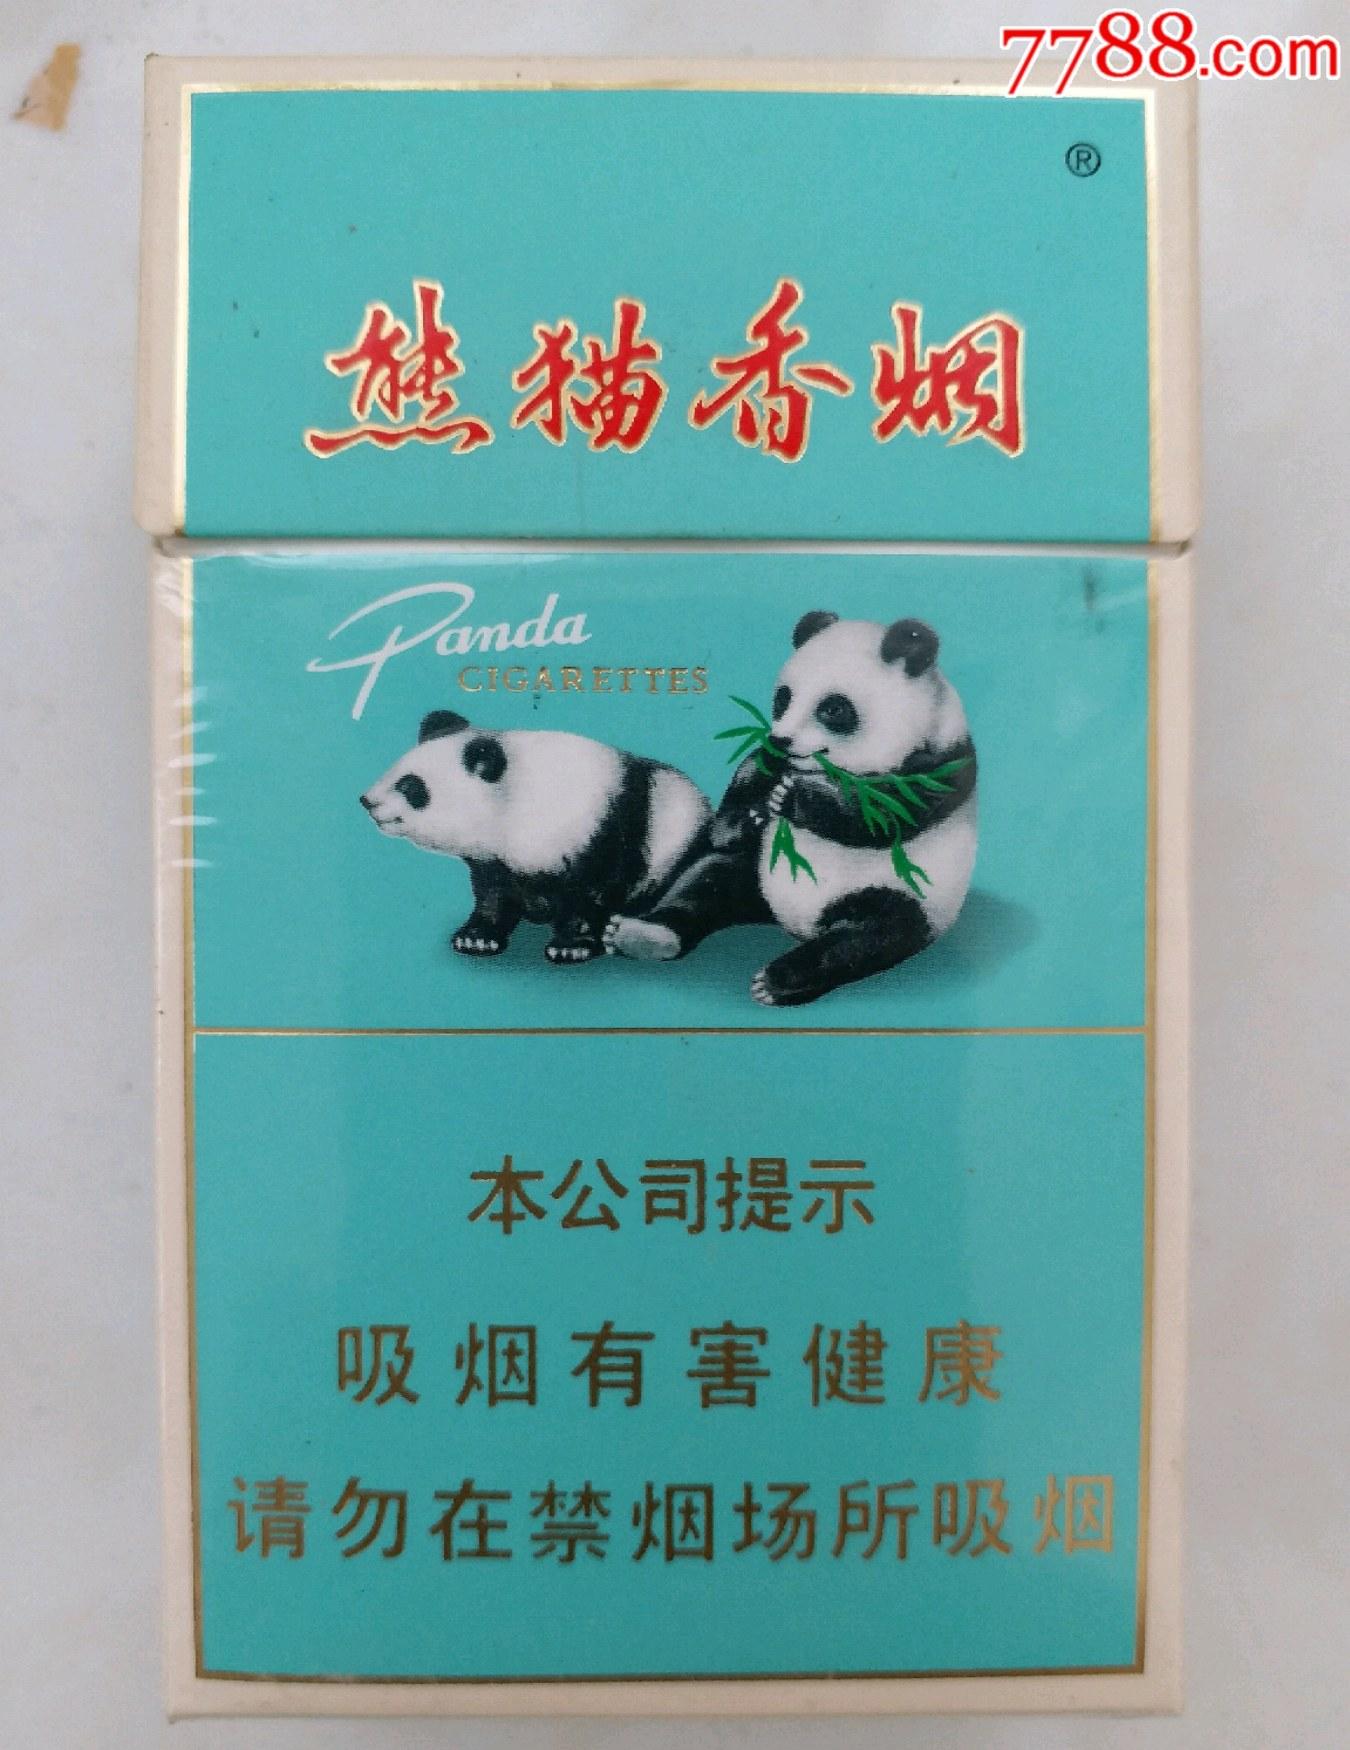 7788.com
®
熊猫香烟
Panda
CIGARETTES
本公司提示
吸烟有害健康
请勿在禁烟场所吸烟